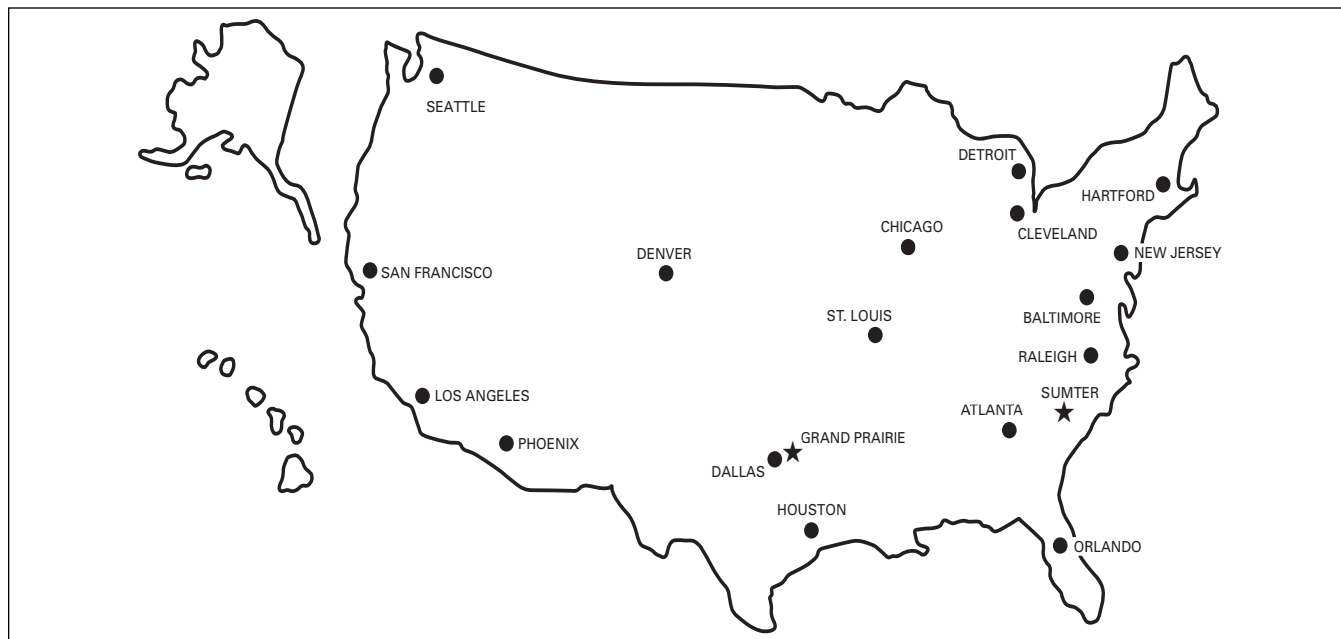 SEATTLE
DETROIT
HARTFORD
CHICAGO
CLEVELAND
DENVER
NEW JERSEY
SAN FRANCISCO
ST. LOUIS
BALTIMORE
RALEIGH
SUMTER
LOS ANGELES
ATLANTA
GRAND PRAIRIE
PHOENIX
DALLAS
HOUSTON
ORLANDO